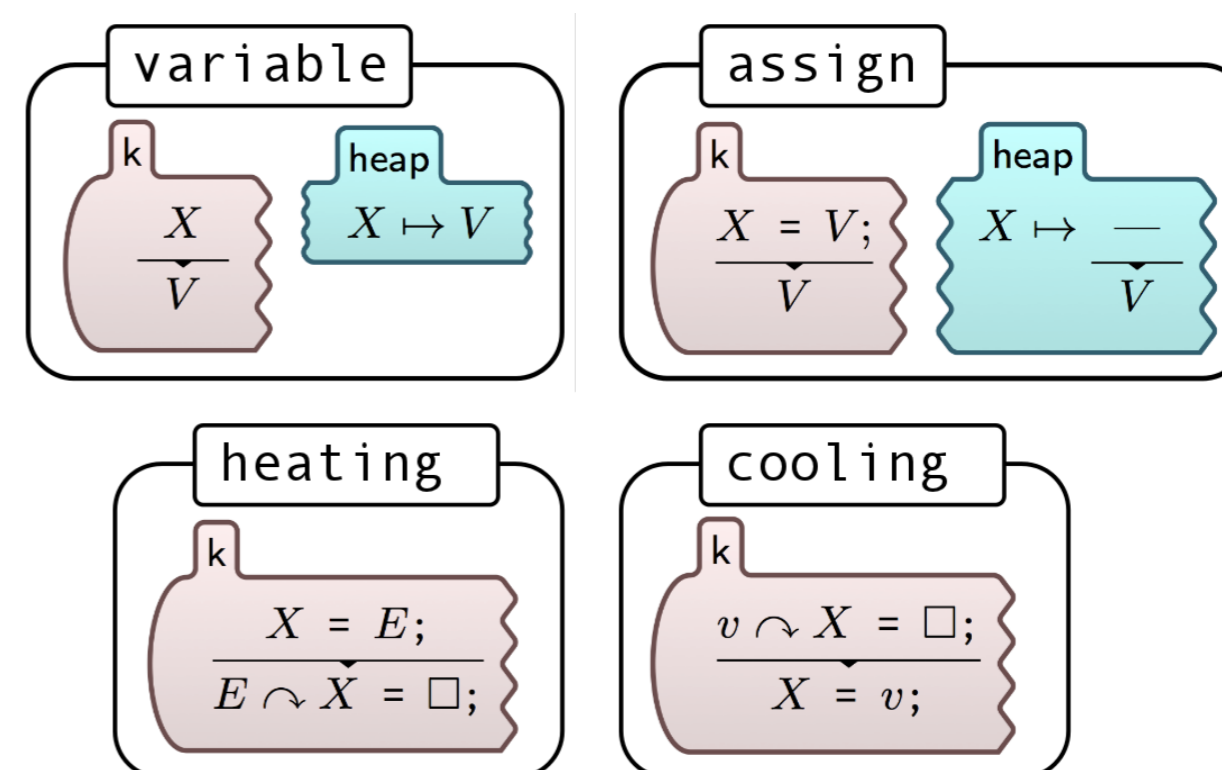 variable
k
X
V
heap
X ↦ V
assign
k
X = V;
V
heap
X ↦ —
V
heating
k
X = E;
E ↷ X = □;
cooling
k
v ↷ X = □;
X = v;